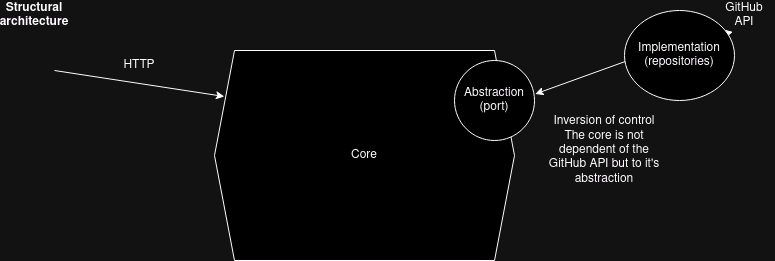 Structural
architecture
GitHub
API
HTTP
Implementation
(repositories)
Abstraction
(port)
Inversion of control
The core is not
dependent of the
GitHub API but to it's
abstraction
Core